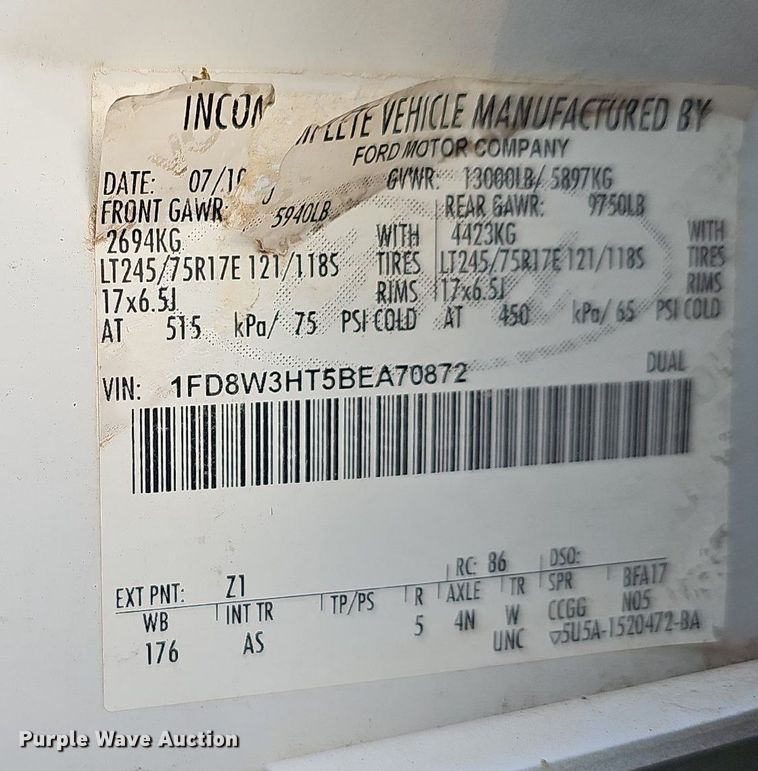 INCOMPLETE VEHICLE MANUFACTURED BY
FORD MOTOR COMPANY
DATE: 07/10 GVWR: 13000LB/ 5897KG
FRONT GAWR: 5940LB REAR GAWR: 9750LB
2694KG WITH 4423KG WITH
LT245/75R17E 121/118S TIRES LT245/75R17E 121/118S TIRES
17x6.5J RIMS 17x6.5J RIMS
AT 515 kPa/ 75 PSI COLD AT 450 kPa/ 65 PSI COLD
VIN: 1FD8W3HT5BEA70872 DUAL
EXT PNT: Z1 RC: 86 DSO:
WB INT TR TP/PS R AXLE TR SPR BFA17
176 AS 5 4N W CCGG N05
UNC ▽5U5A-1520472-BA
Purple Wave Auction